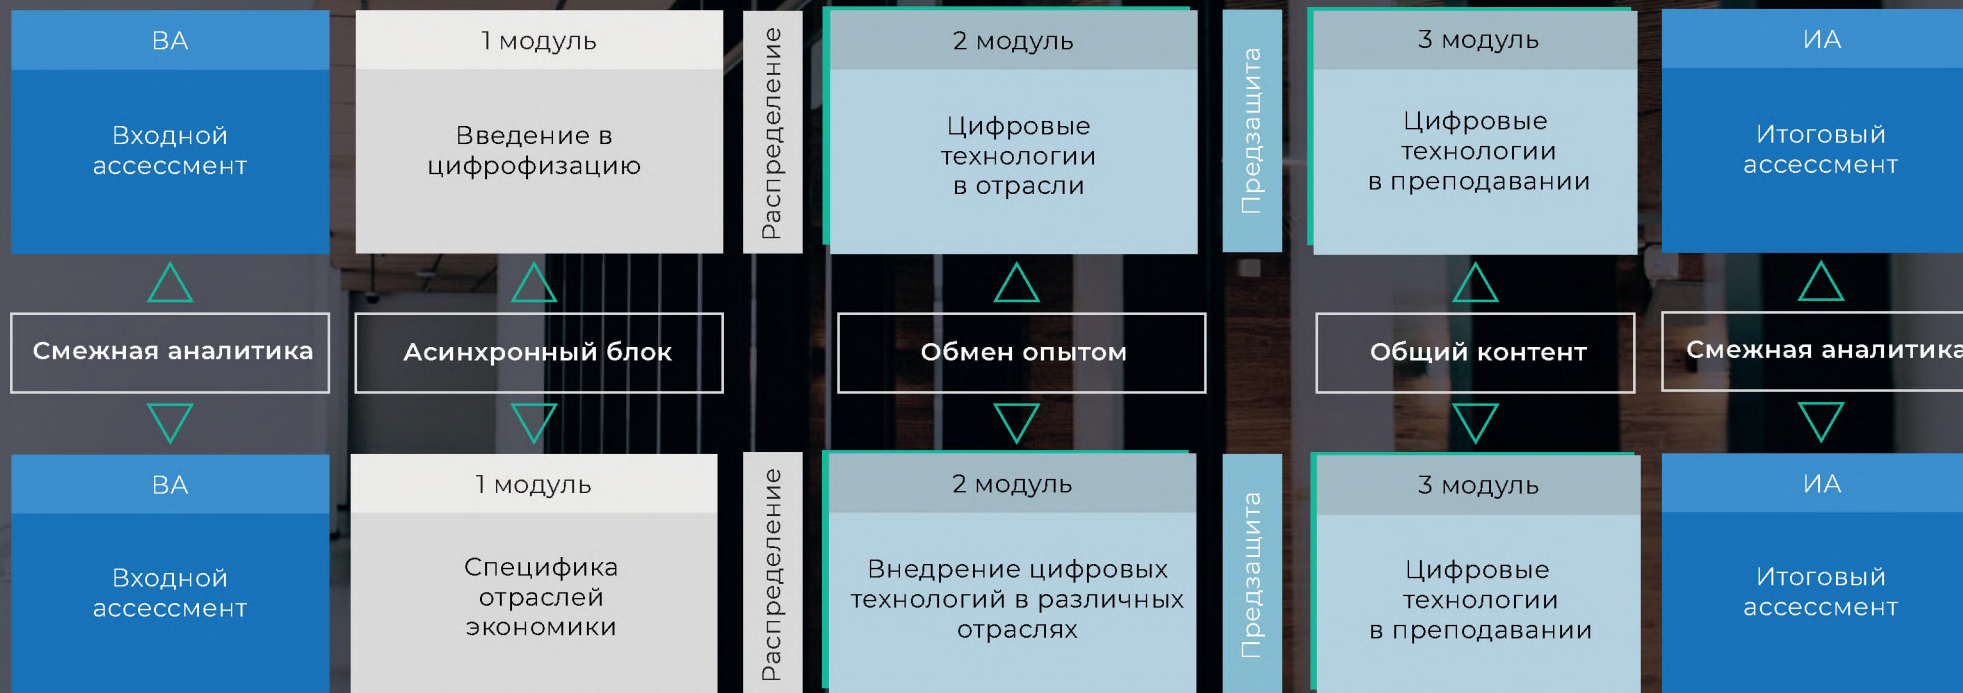 ВА
Входной
ассессмент
1 модуль
Введение в
цифрофизацию
Распределение
2 модуль
Цифровые
технологии
в отрасли
Предзащита
3 модуль
Цифровые
технологии
в преподавании
ИА
Итоговый
ассессмент
Смежная аналитика
Асинхронный блок
Обмен опытом
Общий контент
Смежная аналитика
ВА
Входной
ассессмент
1 модуль
Специфика
отраслей
экономики
Распределение
2 модуль
Внедрение цифровых
технологий в различных
отраслях
Предзащита
3 модуль
Цифровые
технологии
в преподавании
ИА
Итоговый
ассессмент